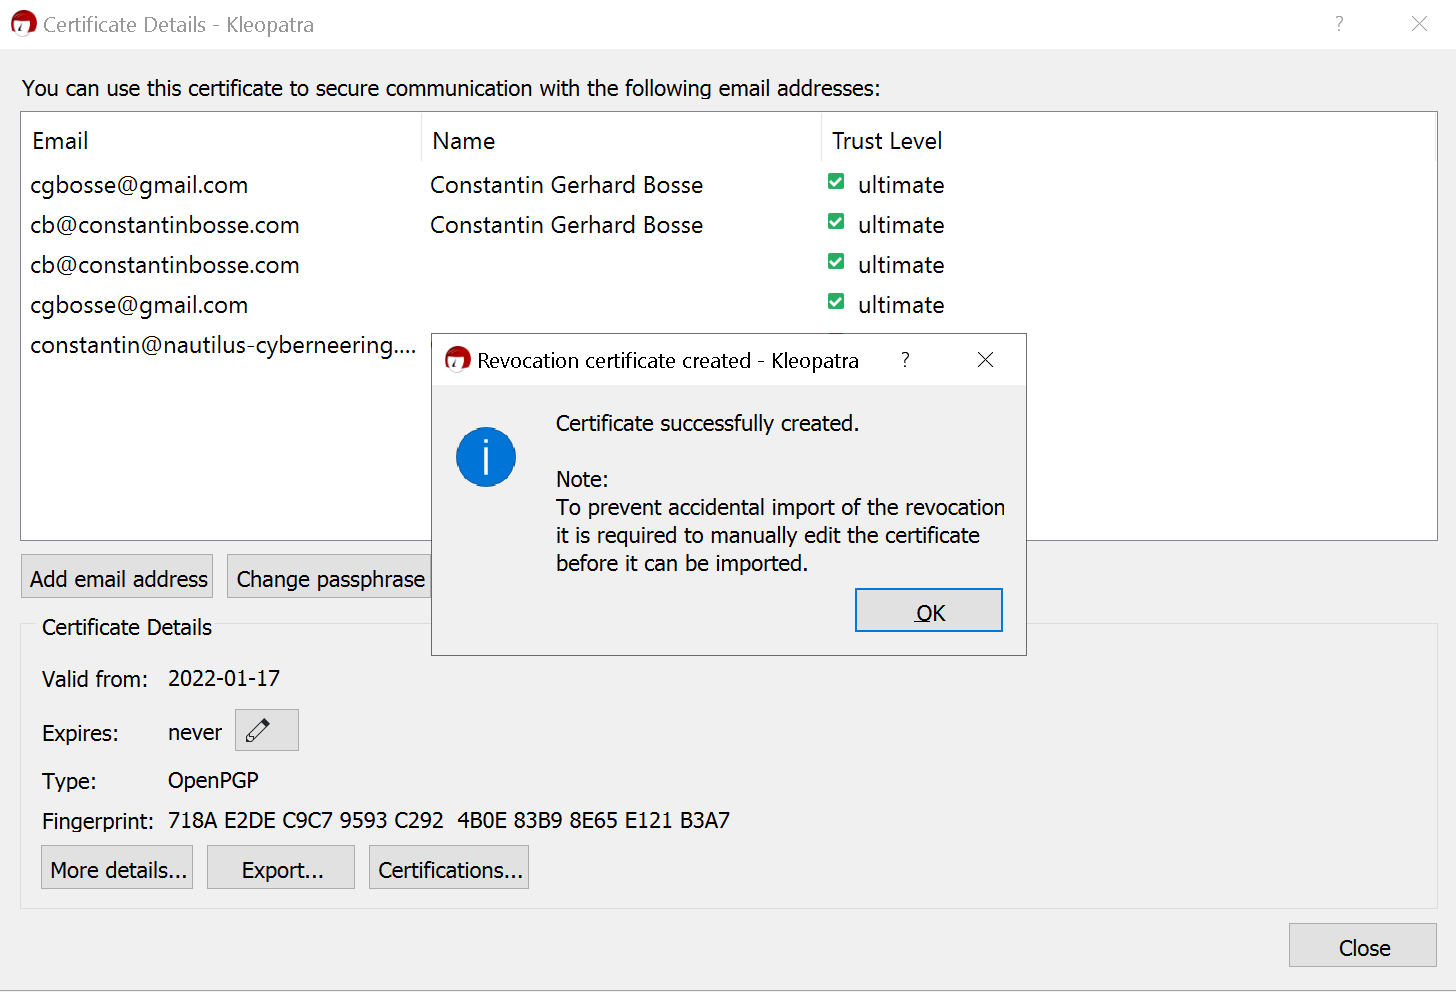 Certificate Details - Kleopatra
You can use this certificate to secure communication with the following email addresses:
Email Name Trust Level
cgbosse@gmail.com Constantin Gerhard Bosse ultimate
cb@constantinbosse.com Constantin Gerhard Bosse ultimate
cb@constantinbosse.com ultimate
cgbosse@gmail.com ultimate
constantin@nautilus-cyberneering....
Revocation certificate created - Kleopatra
Certificate successfully created.
Note:
To prevent accidental import of the revocation
it is required to manually edit the certificate
before it can be imported.
OK
Add email address Change passphrase
Certificate Details
Valid from: 2022-01-17
Expires: never
Type: OpenPGP
Fingerprint: 718A E2DE C9C7 9593 C292 4B0E 83B9 8E65 E121 B3A7
More details... Export... Certifications...
Close